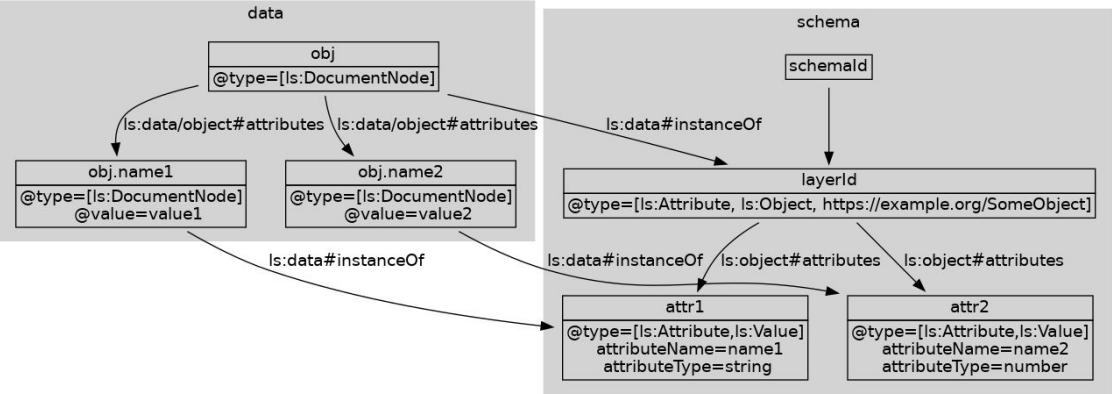 data
schema
obj
@type=[ls:DocumentNode]
schemaId
ls:data/object#attributes
ls:data/object#attributes
ls:data#instanceOf
obj.name1
@type=[ls:DocumentNode]
@value=value1
obj.name2
@type=[ls:DocumentNode]
@value=value2
layerId
@type=[ls:Attribute, ls:Object, https://example.org/SomeObject]
ls:data#instanceOf
ls:data#instanceOf
ls:object#attributes
ls:object#attributes
attr1
@type=[ls:Attribute,ls:Value]
attributeName=name1
attributeType=string
attr2
@type=[ls:Attribute,ls:Value]
attributeName=name2
attributeType=number